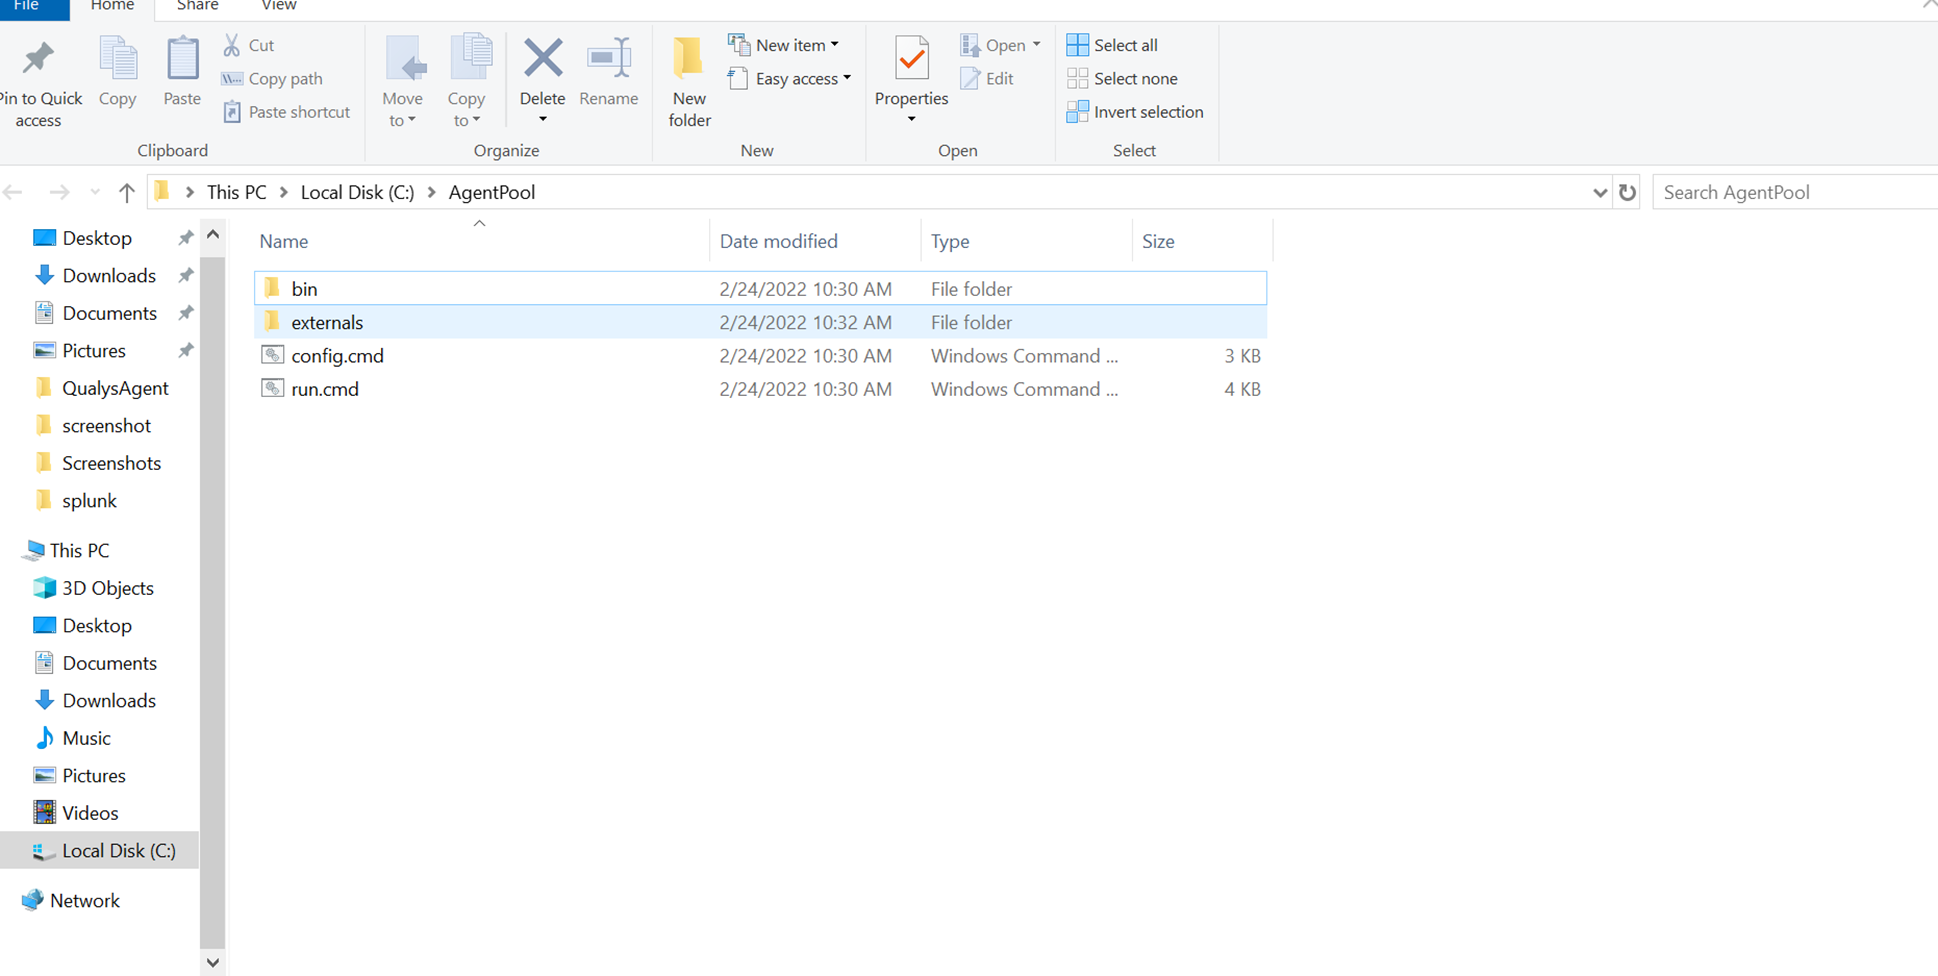 File Home Share View
Pin to Quick access
Copy
Paste
Cut
Copy path
Paste shortcut
Clipboard
Move to
Copy to
Delete
Rename
Organize
New folder
New item
Easy access
New
Properties
Open
Edit
Open
Select all
Select none
Invert selection
Select
This PC Local Disk (C:) AgentPool
Search AgentPool
Desktop
Downloads
Documents
Pictures
QualysAgent
screenshot
Screenshots
splunk
This PC
3D Objects
Desktop
Documents
Downloads
Music
Pictures
Videos
Local Disk (C:)
Network
Name Date modified Type Size
bin 2/24/2022 10:30 AM File folder
externals 2/24/2022 10:32 AM File folder
config.cmd 2/24/2022 10:30 AM Windows Command ... 3 KB
run.cmd 2/24/2022 10:30 AM Windows Command ... 4 KB